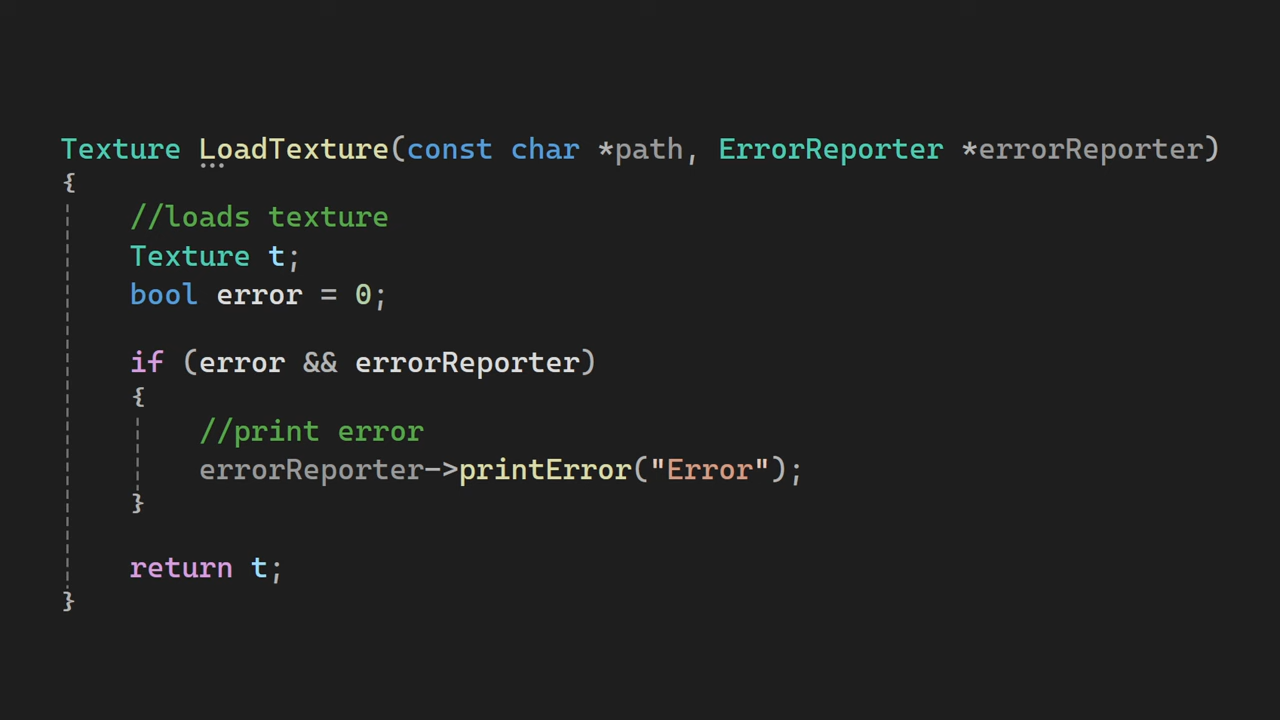 Texture LoadTexture(const char *path, ErrorReporter *errorReporter)
{
    //loads texture
    Texture t;
    bool error = 0;
    if (error && errorReporter)
    {
        //print error
        errorReporter->printError("Error");
    }
    return t;
}